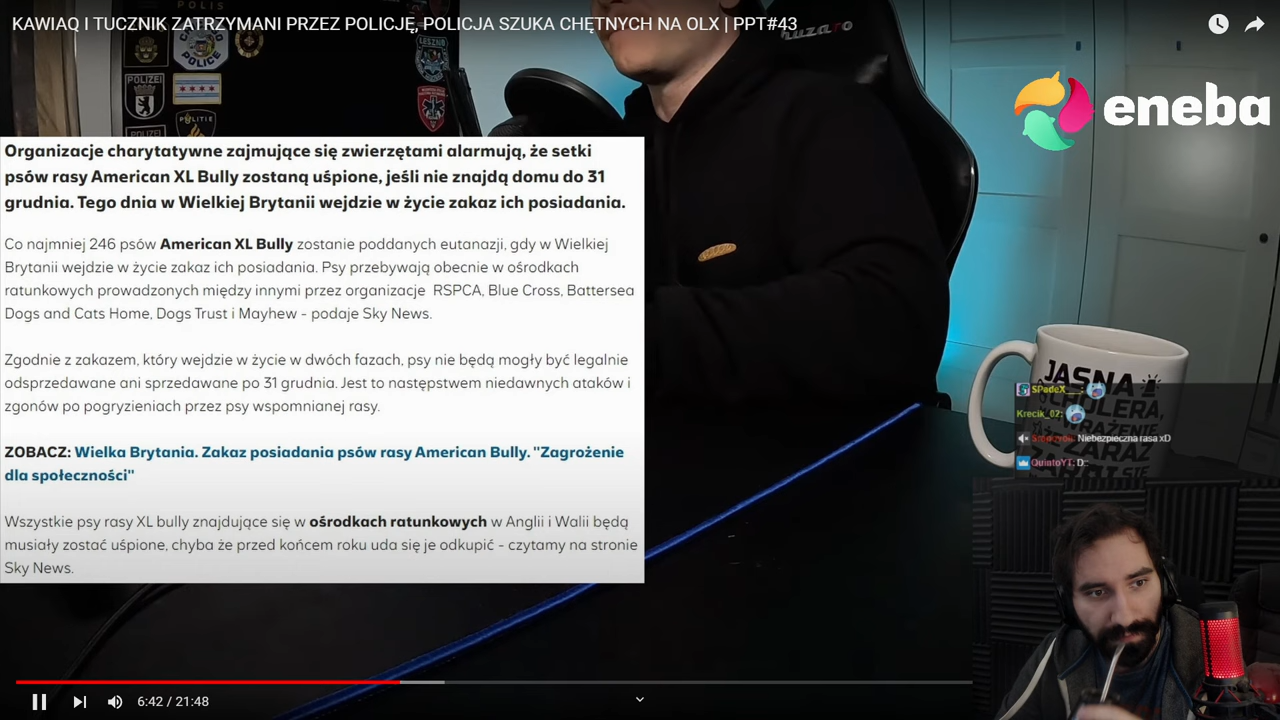 KAWIAQ I TUCZNIK ZATRZYMANI PRZEZ POLICJĘ, POLICJA SZUKA CHĘTNYCH NA OLX | PPT#43
POLIS
POLICE
LESZNO
POLIZEI
POLITIE
POLIZEI
eneba
Organizacje charytatywne zajmujące się zwierzętami alarmują, że setki
psów rasy American XL Bully zostaną uśpione, jeśli nie znajdą domu do 31
grudnia. Tego dnia w Wielkiej Brytanii wejdzie w życie zakaz ich posiadania.
Co najmniej 246 psów American XL Bully zostanie poddanych eutanazji, gdy w Wielkiej
Brytanii wejdzie w życie zakaz ich posiadania. Psy przebywają obecnie w ośrodkach
ratunkowych prowadzonych między innymi przez organizacje RSPCA, Blue Cross, Battersea
Dogs and Cats Home, Dogs Trust i Mayhew - podaje Sky News.
Zgodnie z zakazem, który wejdzie w życie w dwóch fazach, psy nie będą mogły być legalnie
odsprzedawane ani sprzedawane po 31 grudnia. Jest to następstwem niedawnych ataków i
zgonów po pogryzieniach przez psy wspomnianej rasy.
ZOBACZ: Wielka Brytania. Zakaz posiadania psów rasy American Bully. "Zagrożenie
dla społeczności"
Wszystkie psy rasy XL bully znajdujące się w ośrodkach ratunkowych w Anglii i Walii będą
musiały zostać uśpione, chyba że przed końcem roku uda się je odkupić - czytamy na stronie
Sky News.
JASNA
CHOLERA,
ZARAZ
SIĘ
SPadeX___:
Krecik_02:
Niebezpieczna rasa xD
QuintoYT: D:
6:42 / 21:48